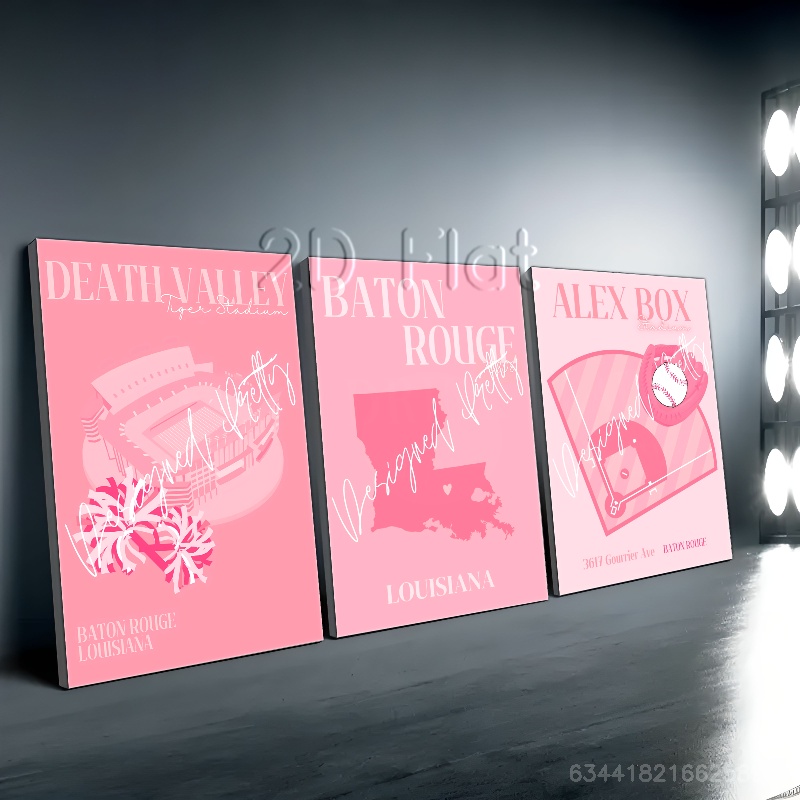 2D Flat
DEATH VALLEY
Tiger Stadium
Designed Pretty
BATON ROUGE
LOUISIANA
BATON
ROUGE
Designed Pretty
LOUISIANA
ALEX BOX
Designed Pretty
3617 Gourrier Ave BATON ROUGE